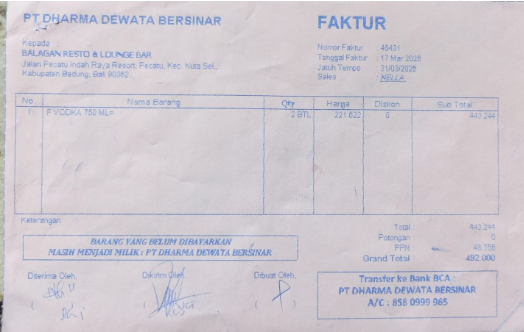 PT DHARMA DEWATA BERSINAR
FAKTUR
Kepada :
BALAGAN RESTO & LOUNGE BAR
Jalan Pecatu Indah Raya Resort, Pecatu, Kec. Kuta Sel.,
Kabupaten Badung, Bali 80362
Nomor Faktur : 45431
Tanggal Faktur : 17 Mar 2026
Jatuh Tempo : 31/03/2026
Sales : NELLA
No. Nama Barang Qty Harga Diskon Sub Total
1 F VODKA 750 ML= 2 BTL 221.622 0 443.244
Keterangan
BARANG YANG BELUM DIBAYARKAN
MASIH MENJADI MILIK : PT DHARMA DEWATA BERSINAR
Total : 443.244
Potongan : 0
PPN 48.756
Grand Total : 492.000
Diterima Oleh, Dikirim Oleh, Dibuat Oleh,
Transfer ke Bank BCA :
PT DHARMA DEWATA BERSINAR
A/C : 858 0999 985